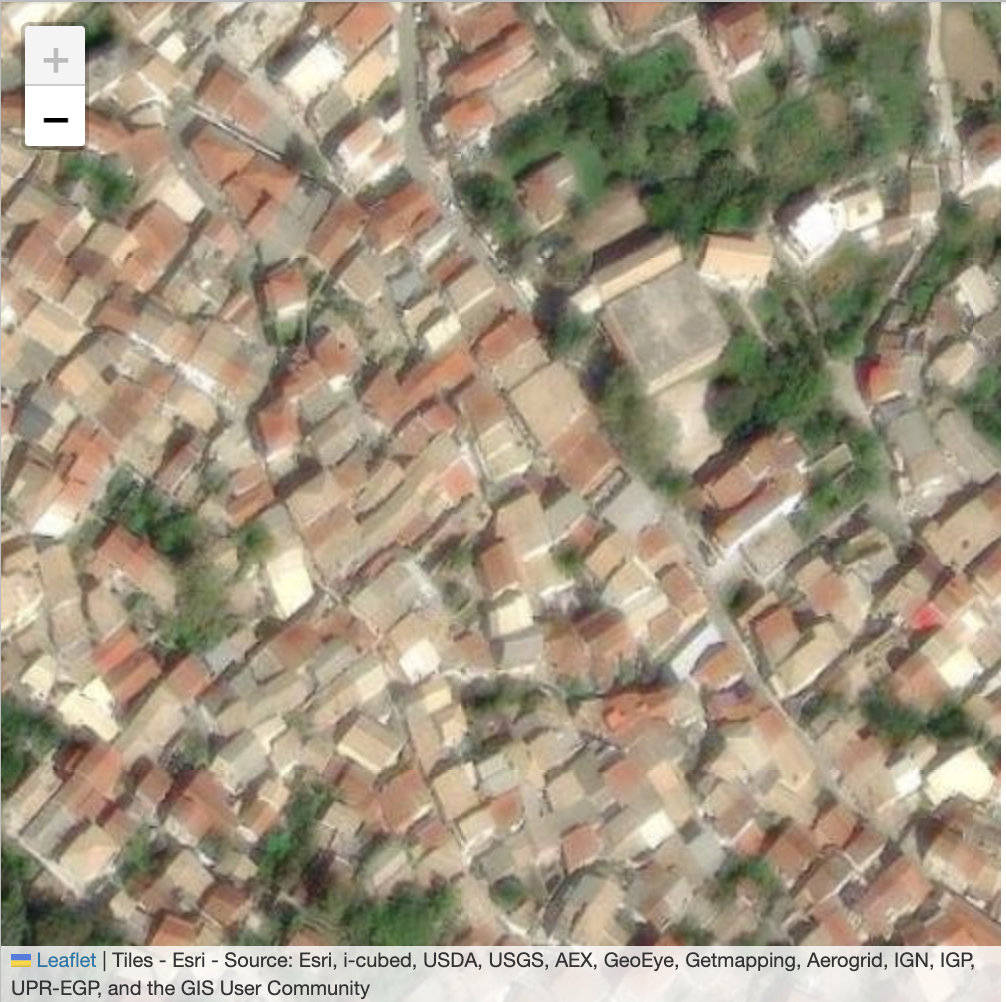 +
−
Leaflet | Tiles - Esri - Source: Esri, i-cubed, USDA, USGS, AEX, GeoEye, Getmapping, Aerogrid, IGN, IGP,
UPR-EGP, and the GIS User Community